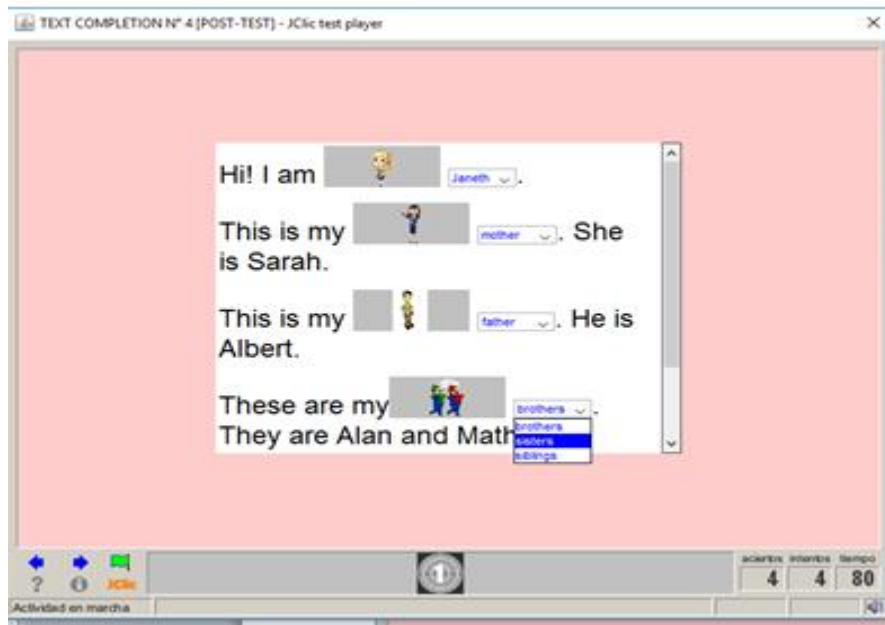 TEXT COMPLETION N° 4 [POST-TEST] - JClic test player
Hi! I am Janeth .
This is my mother . She
is Sarah.
This is my father . He is
Albert.
These are my brothers .
They are Alan and Math
brothers
sisters
siblings
1
aciertos intentos tiempo
4 4 80
? JClic
Actividad en marcha